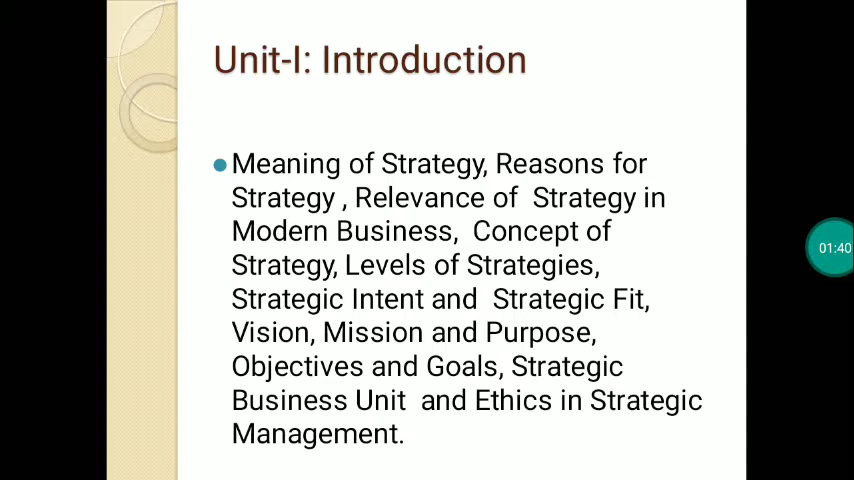 Unit-I: Introduction
Meaning of Strategy, Reasons for
Strategy , Relevance of  Strategy in
Modern Business,  Concept of
Strategy, Levels of Strategies,
Strategic Intent and  Strategic Fit,
Vision, Mission and Purpose,
Objectives and Goals, Strategic
Business Unit  and Ethics in Strategic
Management.
01:40